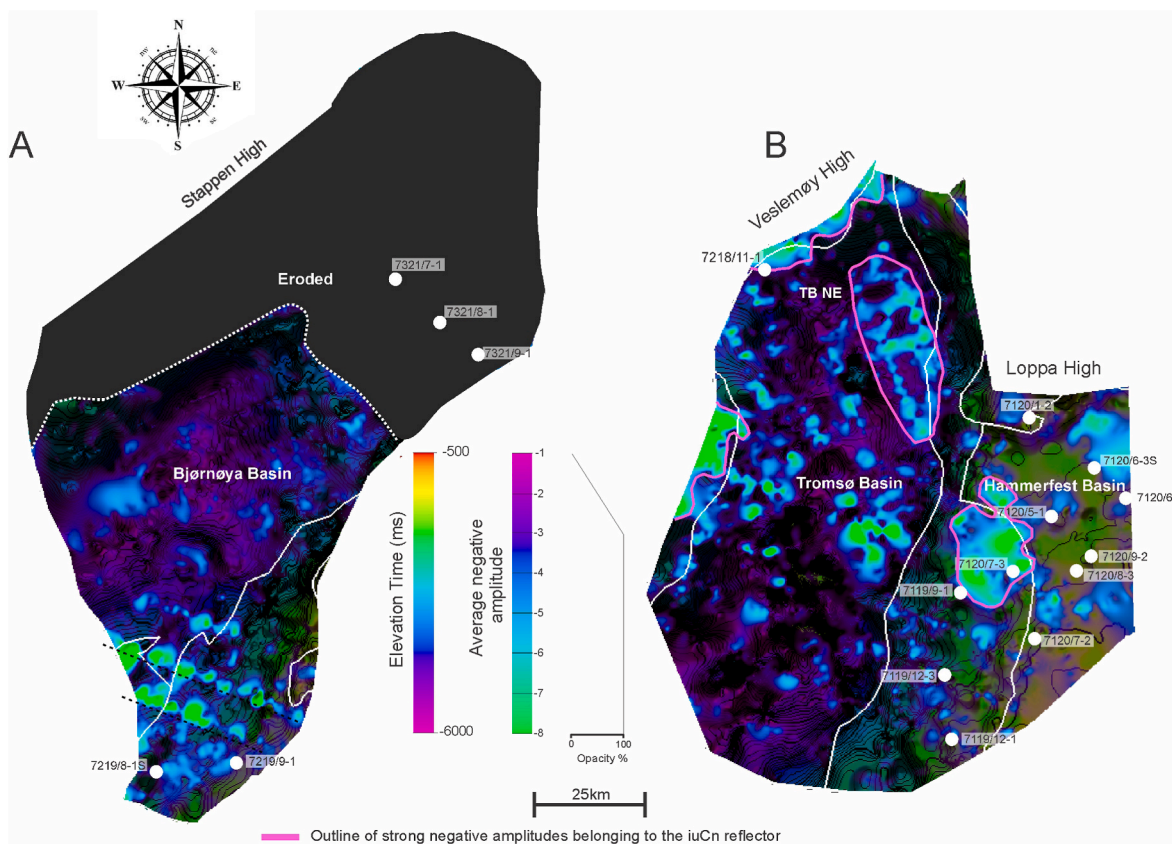 N
nw
ne
W
E
sw
se
S
A
B
Stappen High
Veslemøy High
7321/7-1
Eroded
7321/8-1
7321/9-1
7218/11-1
TB NE
Loppa High
7120/1-2
Bjørnøya Basin
7120/6-3S
Tromsø Basin
Hammerfest Basin
7120/6
7120/5-1
-500
-1
-2
-3
-4
-5
-6
-7
-8
-6000
Elevation Time (ms)
Average negative
amplitude
7120/9-2
7120/7-3
7120/8-3
7119/9-1
7120/7-2
7119/12-3
7119/12-1
7219/8-1S
7219/9-1
0
100
Opacity %
25km
Outline of strong negative amplitudes belonging to the iuCn reflector